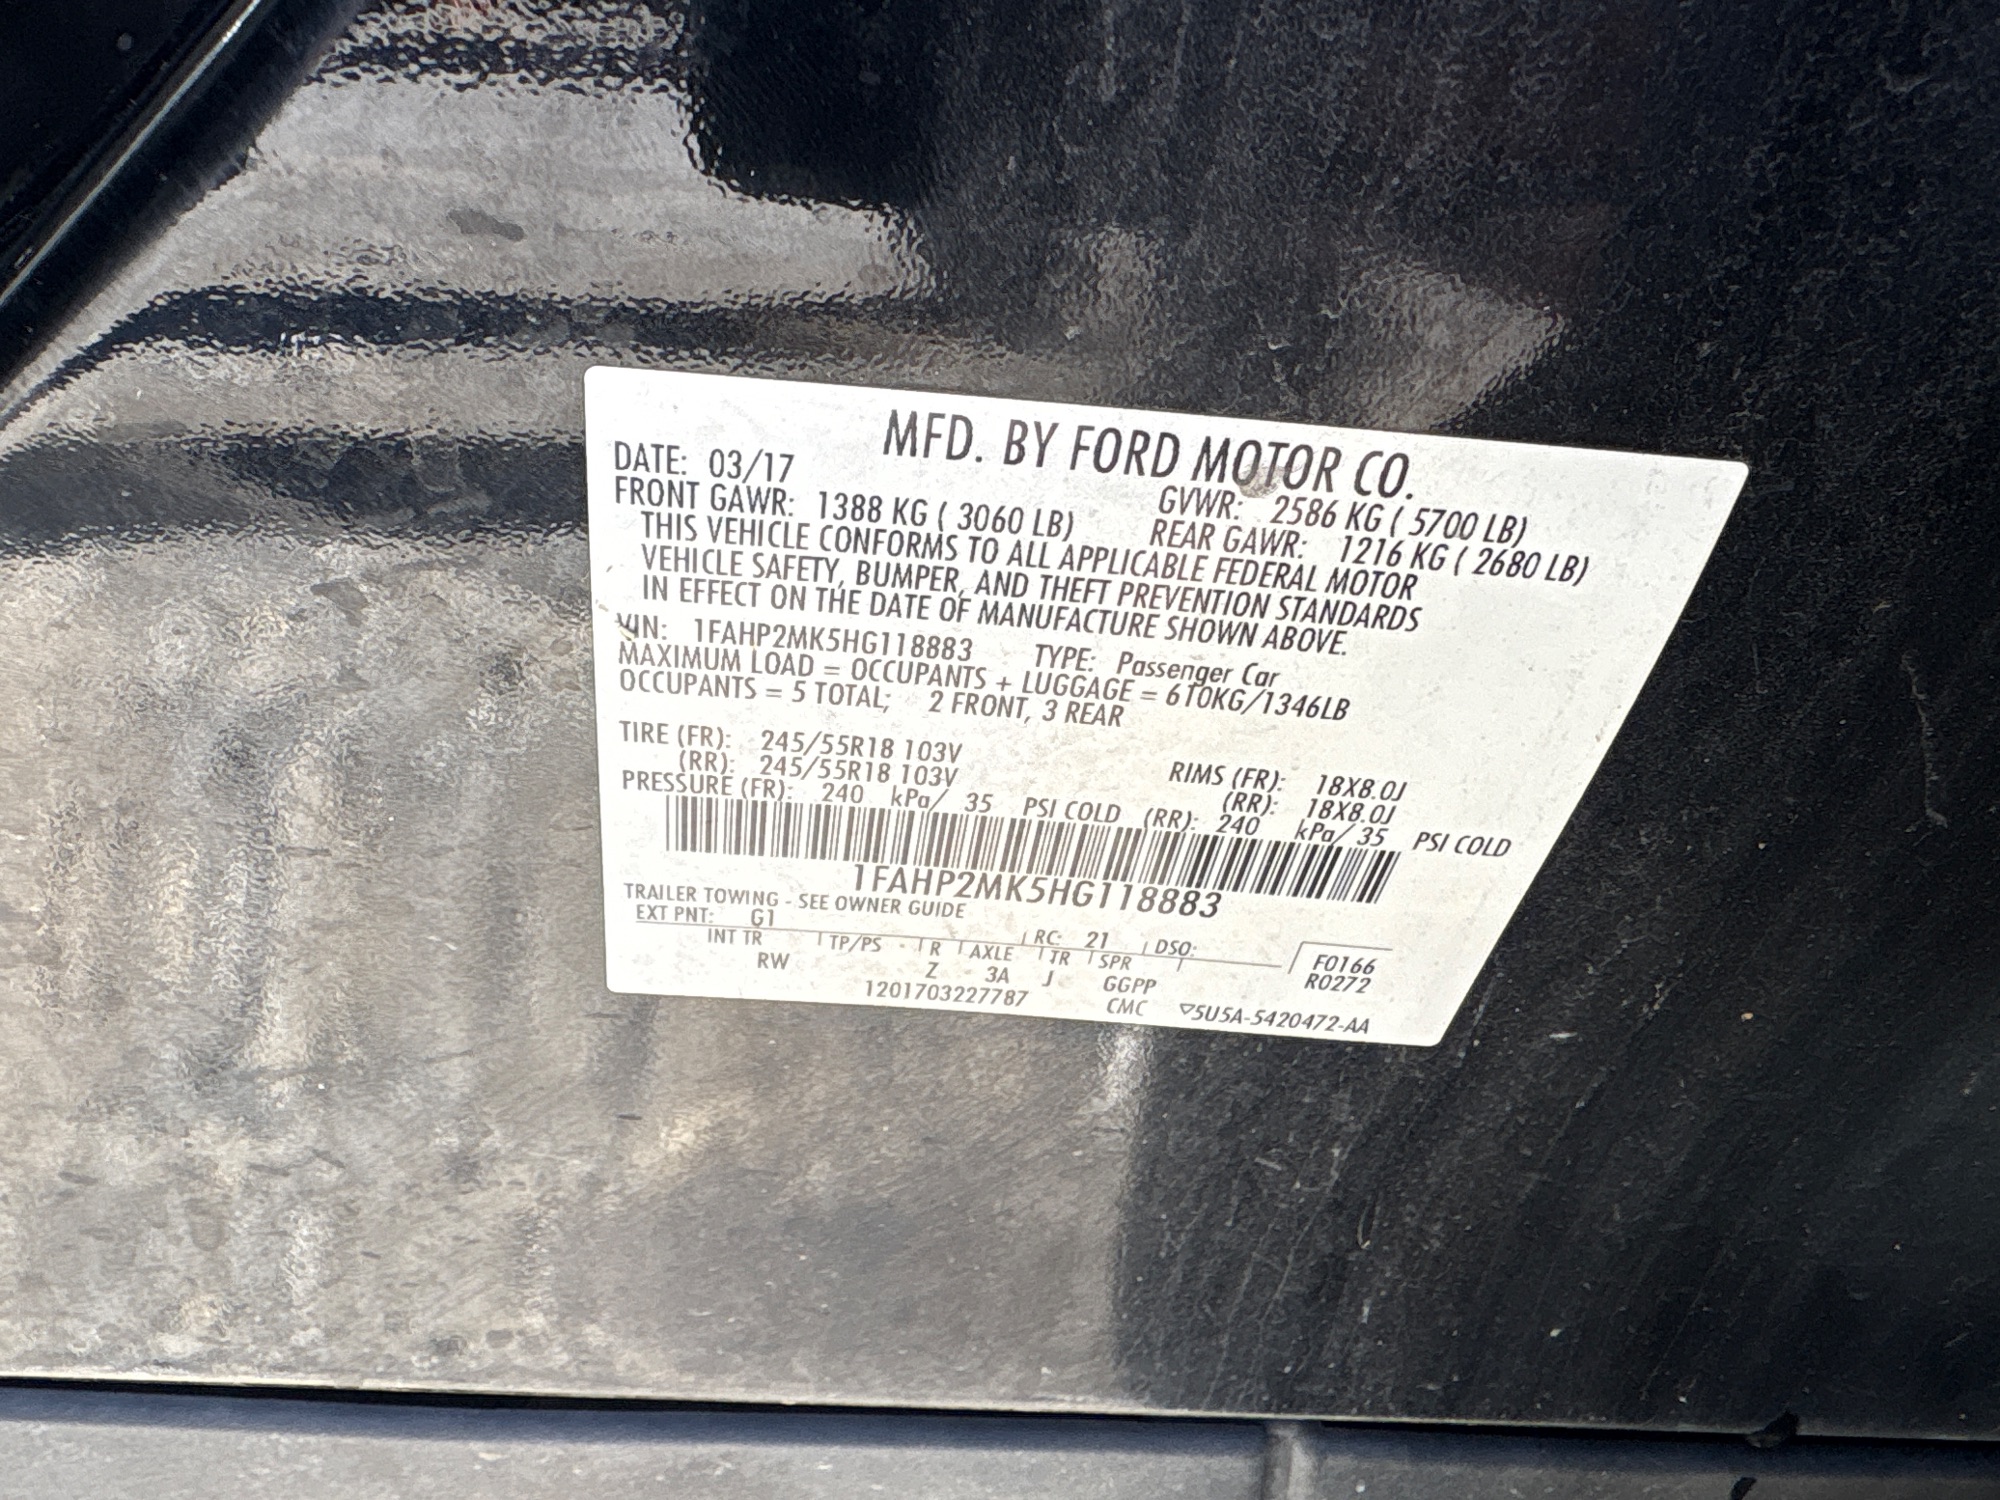 MFD. BY FORD MOTOR CO.
DATE: 03/17 GVWR: 2586 KG ( 5700 LB)
FRONT GAWR: 1388 KG ( 3060 LB) REAR GAWR: 1216 KG ( 2680 LB)
THIS VEHICLE CONFORMS TO ALL APPLICABLE FEDERAL MOTOR
VEHICLE SAFETY, BUMPER, AND THEFT PREVENTION STANDARDS
IN EFFECT ON THE DATE OF MANUFACTURE SHOWN ABOVE.
VIN: 1FAHP2MK5HG118883 TYPE: Passenger Car
MAXIMUM LOAD = OCCUPANTS + LUGGAGE = 610KG/1346LB
OCCUPANTS = 5 TOTAL; 2 FRONT, 3 REAR
TIRE (FR): 245/55R18 103V RIMS (FR): 18X8.0J
(RR): 245/55R18 103V (RR): 18X8.0J
PRESSURE (FR): 240 kPa/ 35 PSI COLD (RR): 240 kPa/ 35 PSI COLD
1FAHP2MK5HG118883
TRAILER TOWING - SEE OWNER GUIDE
EXT PNT: G1 RC: 21 DSO: F0166
INT TR TP/PS R AXLE TR SPR R0272
RW Z 3A J GGPP
1201703227787 CMC ▽5U5A-5420472-AA